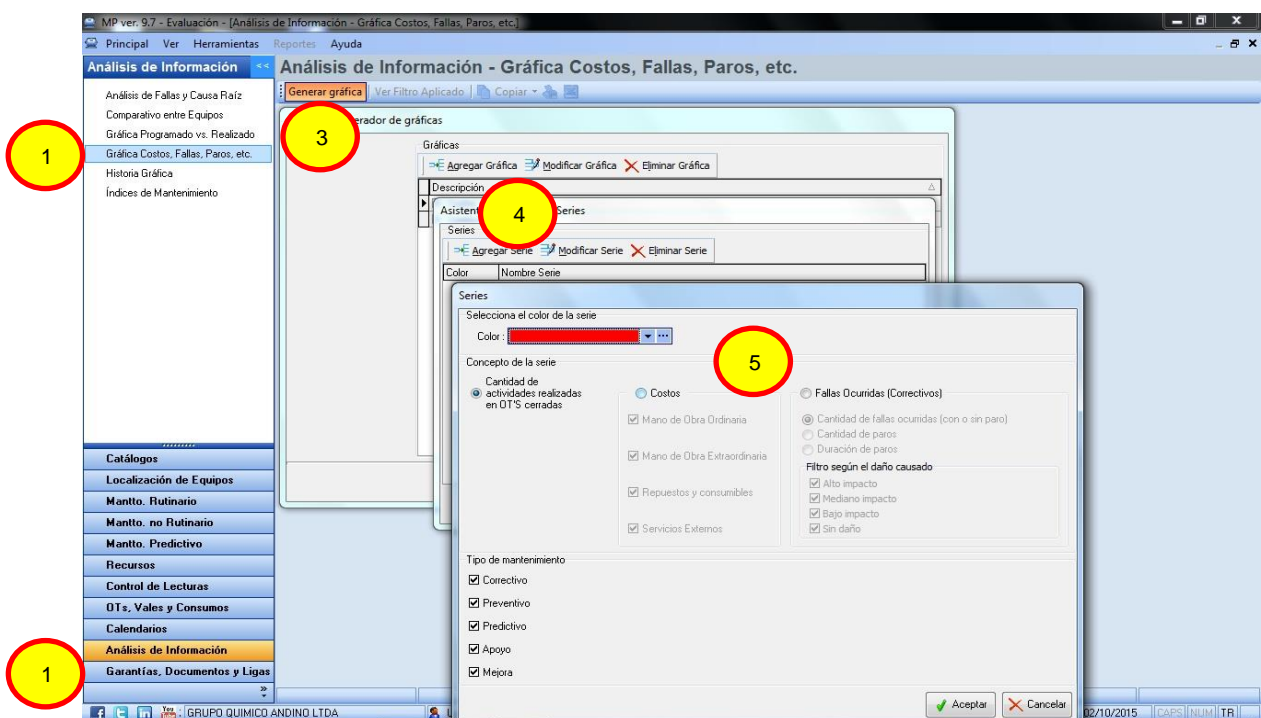 MP ver. 9.7 - Evaluación - [Análisis de Información - Gráfica Costos, Fallas, Paros, etc.]
Principal Ver Herramientas Reportes Ayuda
Análisis de Información <<
Análisis de Información - Gráfica Costos, Fallas, Paros, etc.
Generar gráfica Ver Filtro Aplicado Copiar
Análisis de Fallas y Causa Raíz
Comparativo entre Equipos
Gráfica Programado vs. Realizado
Gráfica Costos, Fallas, Paros, etc.
Historia Gráfica
Índices de Mantenimiento
1
3
de gráficas
Gráficas
Agregar Gráfica Modificar Gráfica Eliminar Gráfica
Descripción
4
Series
Series
Agregar Serie Modificar Serie Eliminar Serie
Color Nombre Serie
Series
Selecciona el color de la serie
Color :
5
Concepto de la serie
Cantidad de
actividades realizadas
en OT'S cerradas
Costos
Mano de Obra Ordinaria
Mano de Obra Extraordinaria
Repuestos y consumibles
Servicios Externos
Fallas Ocurridas (Correctivos)
Cantidad de fallas ocurridas (con o sin paro)
Cantidad de paros
Duración de paros
Filtro según el daño causado
Alto impacto
Mediano impacto
Bajo impacto
Sin daño
Tipo de mantenimiento
Correctivo
Preventivo
Predictivo
Apoyo
Mejora
Aceptar Cancelar
Catálogos
Localización de Equipos
Mantto. Rutinario
Mantto. no Rutinario
Mantto. Predictivo
Recursos
Control de Lecturas
OTs, Vales y Consumos
Calendarios
Análisis de Información
Garantías, Documentos y Ligas
1
You Tube : GRUPO QUIMICO ANDINO LTDA
02/10/2015 CAPS NUM TR